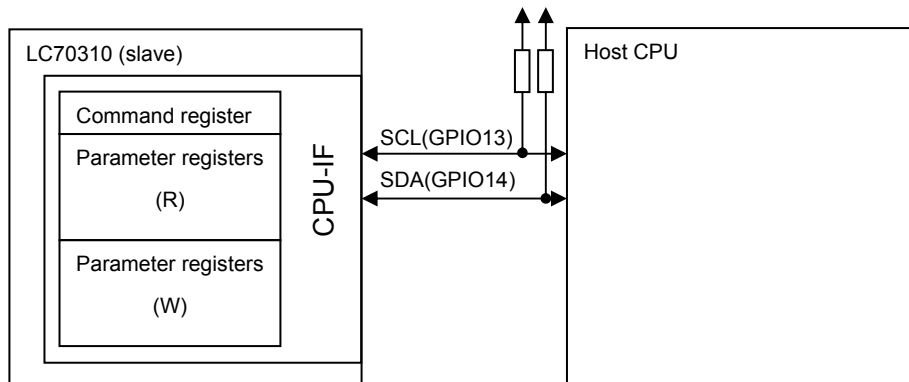 LC70310 (slave)
Host CPU
Command register
Parameter registers
(R)
Parameter registers
(W)
CPU-IF
SCL(GPIO13)
SDA(GPIO14)